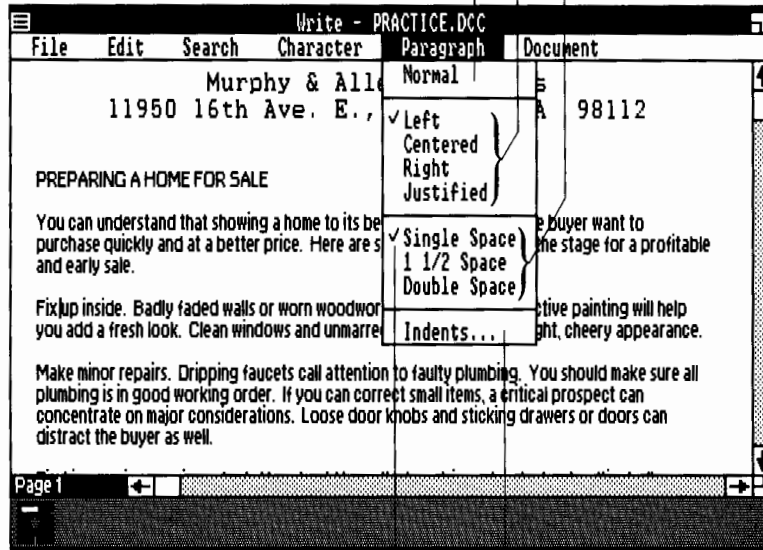 Write - PRACTICE.DCC
File Edit Search Character Paragraph Document
Normal
✓Left
Centered
Right
Justified
✓Single Space
1 1/2 Space
Double Space
Indents...
Murphy & Alle
11950 16th Ave. E., A 98112
PREPARING A HOME FOR SALE
You can understand that showing a home to its be e buyer want to
purchase quickly and at a better price. Here are s the stage for a profitable
and early sale.
Fix up inside. Badly faded walls or worn woodwor ctive painting will help
you add a fresh look. Clean windows and unmarre ght, cheery appearance.
Make minor repairs. Dripping faucets call attention to faulty plumbing. You should make sure all
plumbing is in good working order. If you can correct small items, a critical prospect can
concentrate on major considerations. Loose door knobs and sticking drawers or doors can
distract the buyer as well.
Page 1